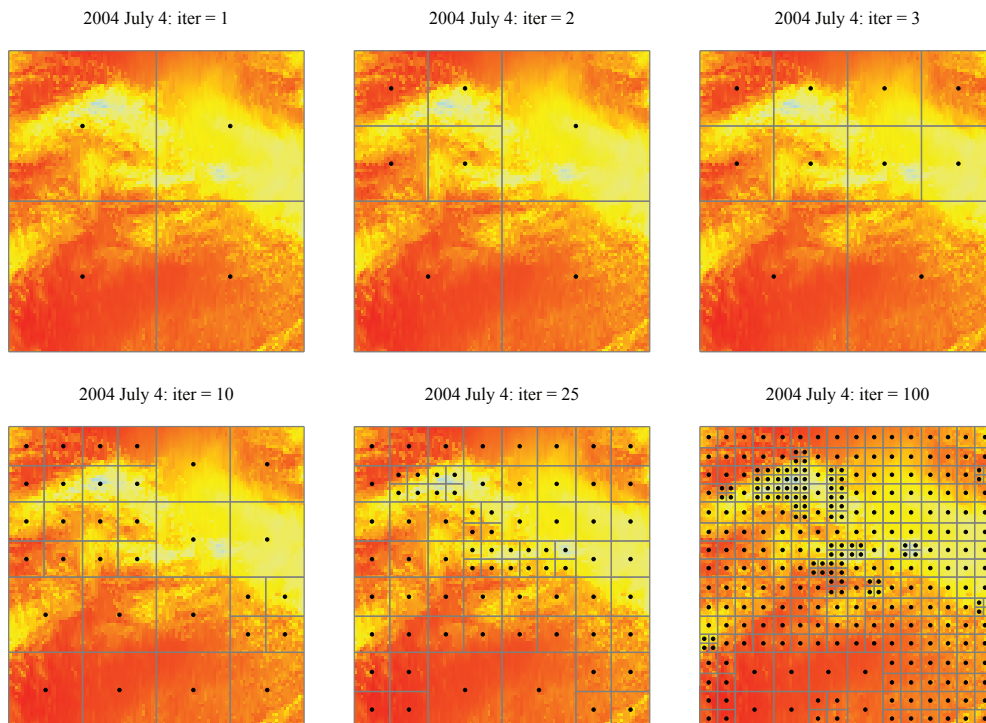 2004 July 4: iter = 1
2004 July 4: iter = 2
2004 July 4: iter = 3
2004 July 4: iter = 10
2004 July 4: iter = 25
2004 July 4: iter = 100